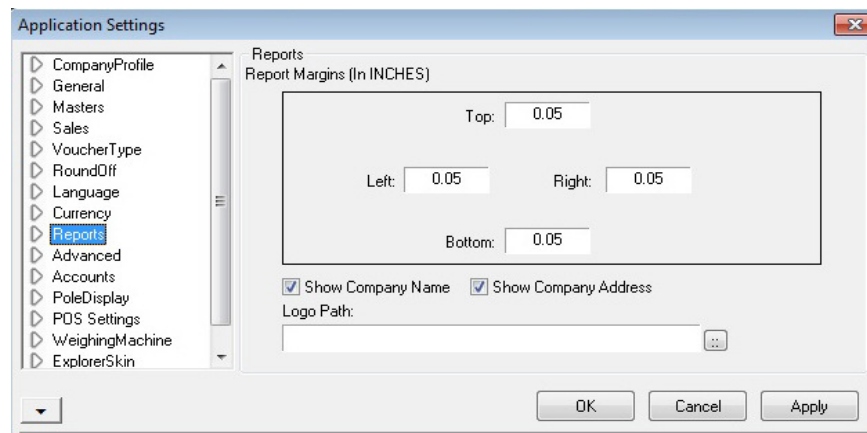 Application Settings
CompanyProfile
General
Masters
Sales
VoucherType
RoundOff
Language
Currency
Reports
Advanced
Accounts
PoleDisplay
POS Settings
WeighingMachine
ExplorerSkin
Reports
Report Margins (In INCHES)
Top: 0.05
Left: 0.05 Right: 0.05
Bottom: 0.05
Show Company Name Show Company Address
Logo Path:
::
OK Cancel Apply